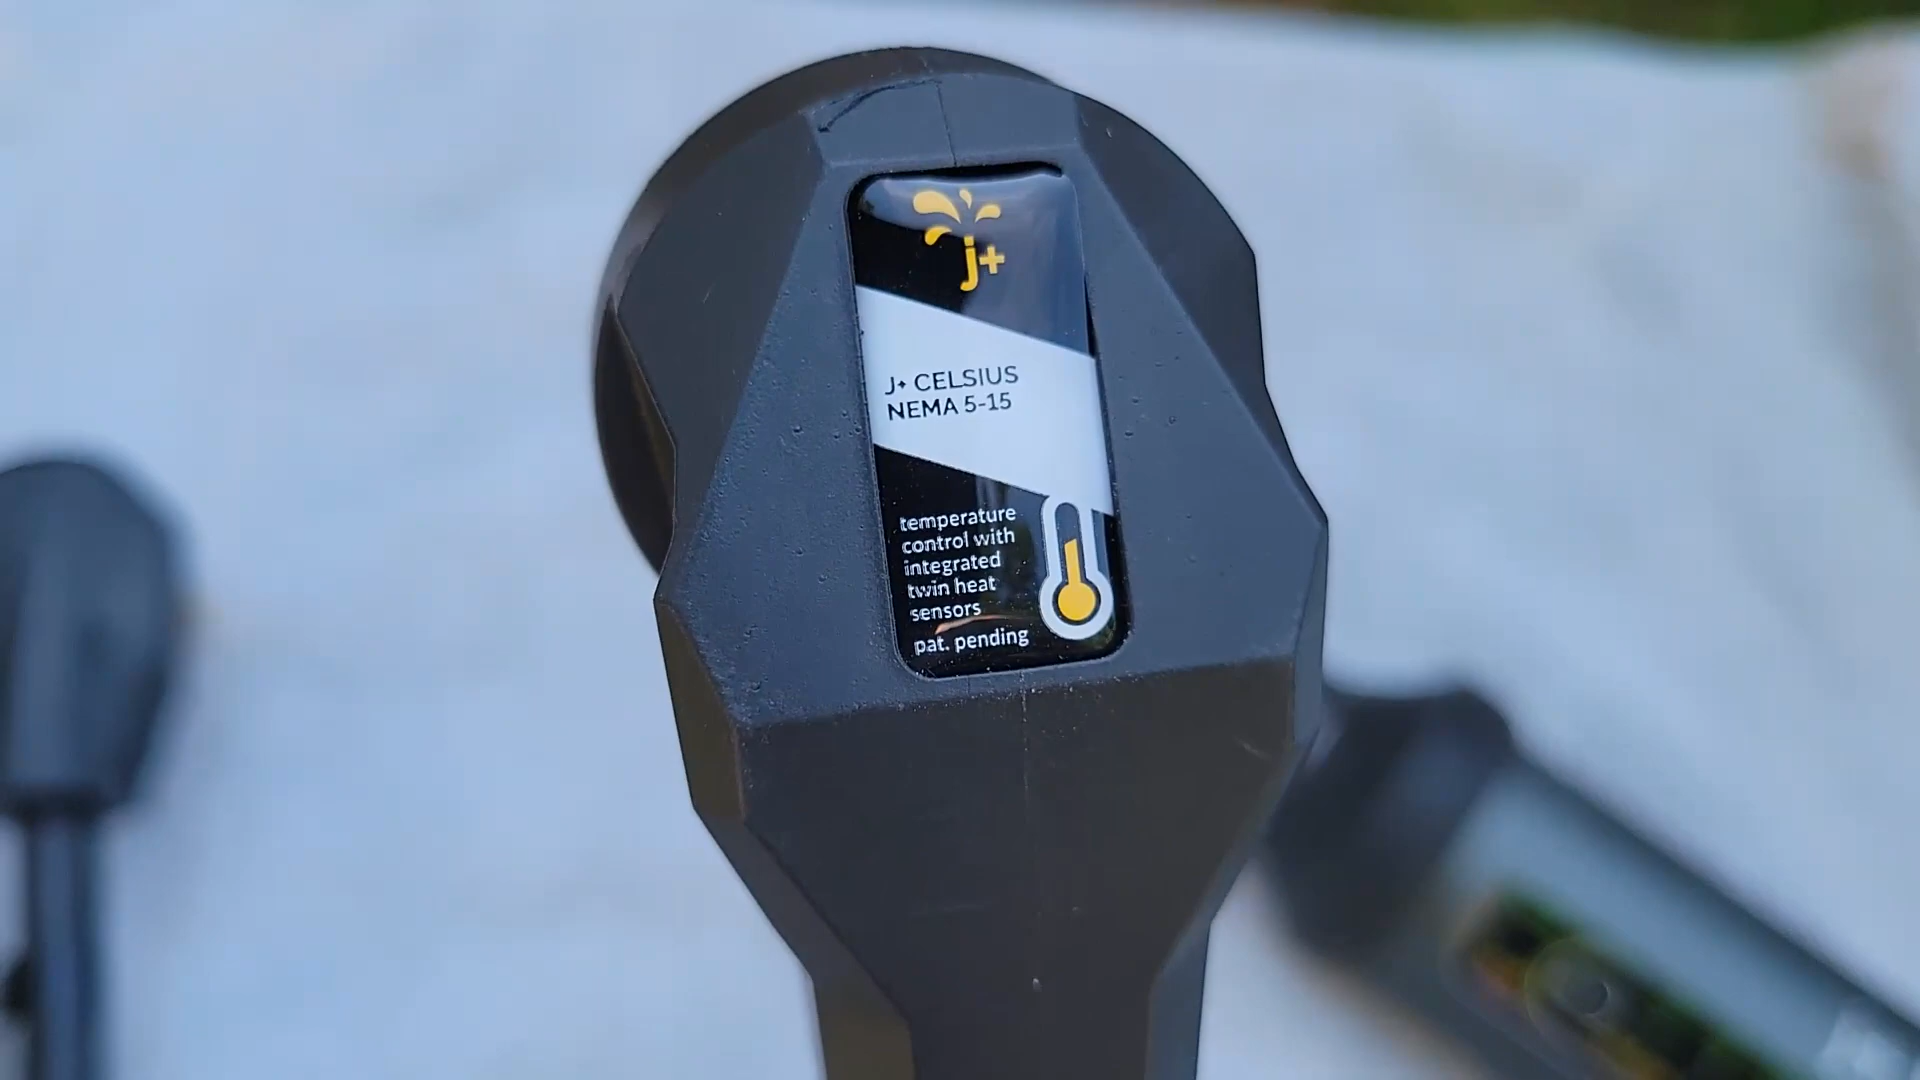 j+
J+ CELSIUS
NEMA 5-15
temperature
control with
integrated
twin heat
sensors
pat. pending